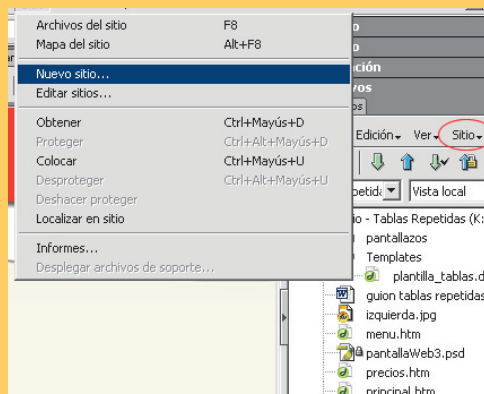 Archivos del sitio F8
Mapa del sitio Alt+F8
Nuevo sitio...
Editar sitios...
Obtener Ctrl+Mayús+D
Proteger Ctrl+Alt+Mayús+D
Colocar Ctrl+Mayús+U
Desproteger Ctrl+Alt+Mayús+U
Deshacer proteger
Localizar en sitio
Informes...
Desplegar archivos de soporte...
Edición Ver Sitio
Vista local
io - Tablas Repetidas (K:
pantallazos
Templates
plantilla_tablas.d
guion tablas repetidas
izquierda.jpg
menu.htm
pantallaWeb3.psd
precios.htm
principal.htm